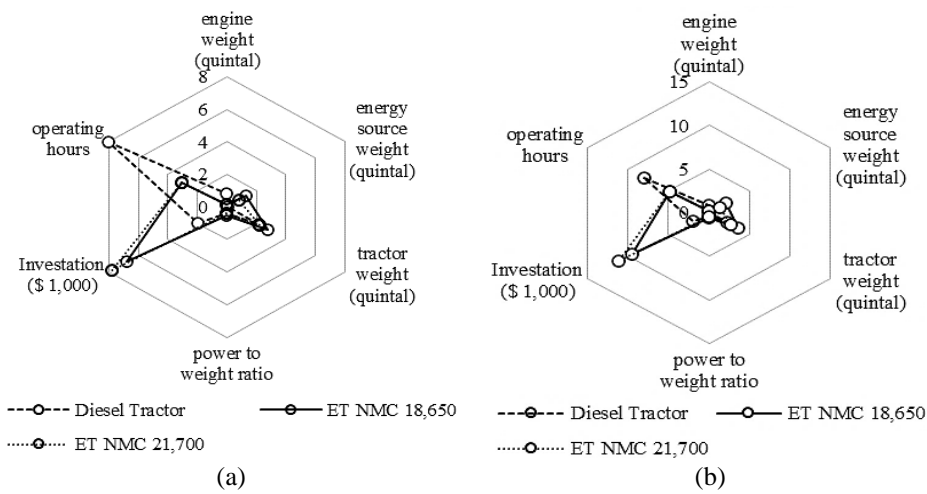 engine
weight
(quintal)
8
6
4
2
0
energy
source
weight
(quintal)
tractor
weight
(quintal)
power to
weight ratio
Investation
($ 1,000)
operating
hours
Diesel Tractor
ET NMC 18,650
ET NMC 21,700
(a)
engine
weight
(quintal)
15
10
5
0
energy
source
weight
(quintal)
tractor
weight
(quintal)
power to
weight ratio
Investation
($ 1,000)
operating
hours
Diesel Tractor
ET NMC 18,650
ET NMC 21,700
(b)